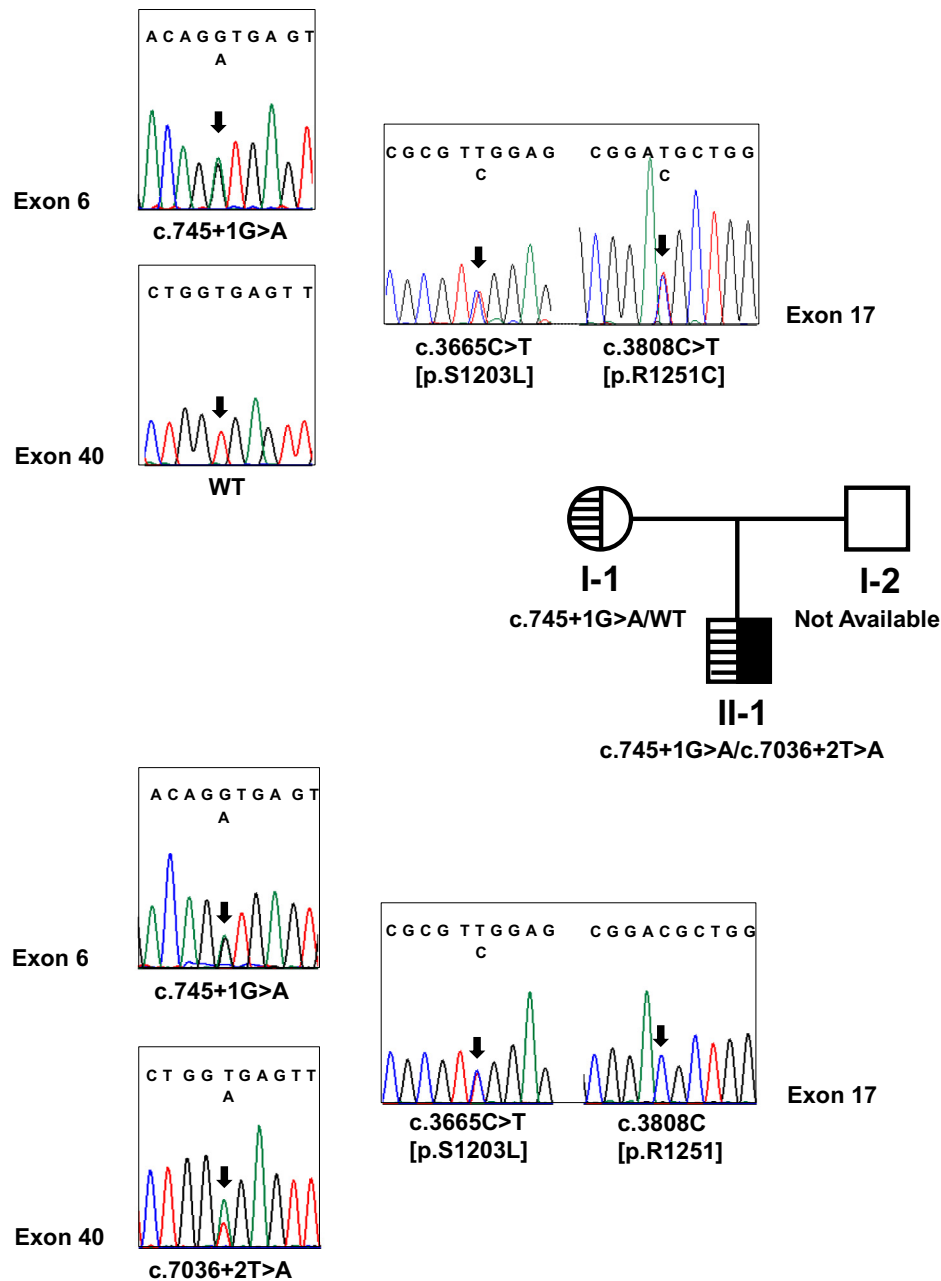 A C A G G T G A G T
A
Exon 6
c.745+1G>A
C T G G T G A G T T
Exon 40
WT
C G C G T T G G A G
C
C G G A T G C T G G
C
Exon 17
c.3665C>T
[p.S1203L]
c.3808C>T
[p.R1251C]
I-1
I-2
c.745+1G>A/WT
Not Available
II-1
c.745+1G>A/c.7036+2T>A
A C A G G T G A G T
A
Exon 6
c.745+1G>A
C T G G T G A G T T
A
Exon 40
c.7036+2T>A
C G C G T T G G A G
C
C G G A C G C T G G
Exon 17
c.3665C>T
[p.S1203L]
c.3808C
[p.R1251]